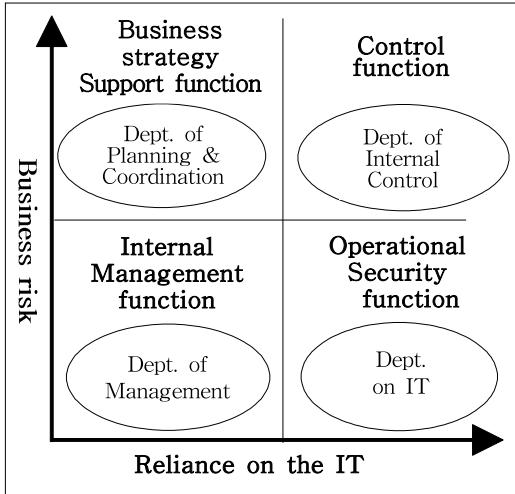 Business
strategy
Support function
Dept. of
Planning &
Coordination
Control
function
Dept. of
Internal
Control
Business risk
Internal
Management
function
Dept. of
Management
Operational
Security
function
Dept.
on IT
Reliance on the IT